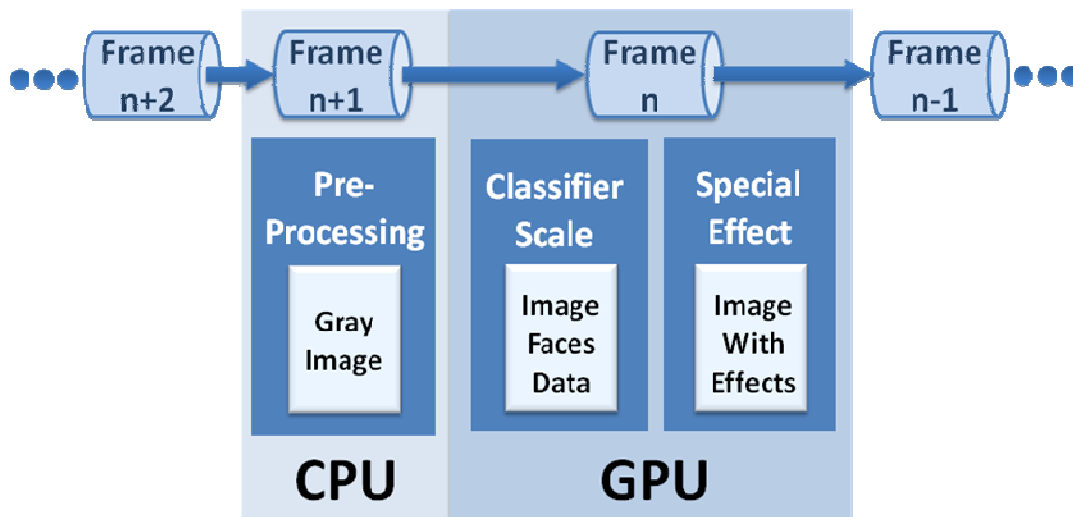 Frame
n+2
Frame
n+1
Frame
n
Frame
n-1
Pre-
Processing
Gray
Image
Classifier
Scale
Image
Faces
Data
Special
Effect
Image
With
Effects
CPU
GPU